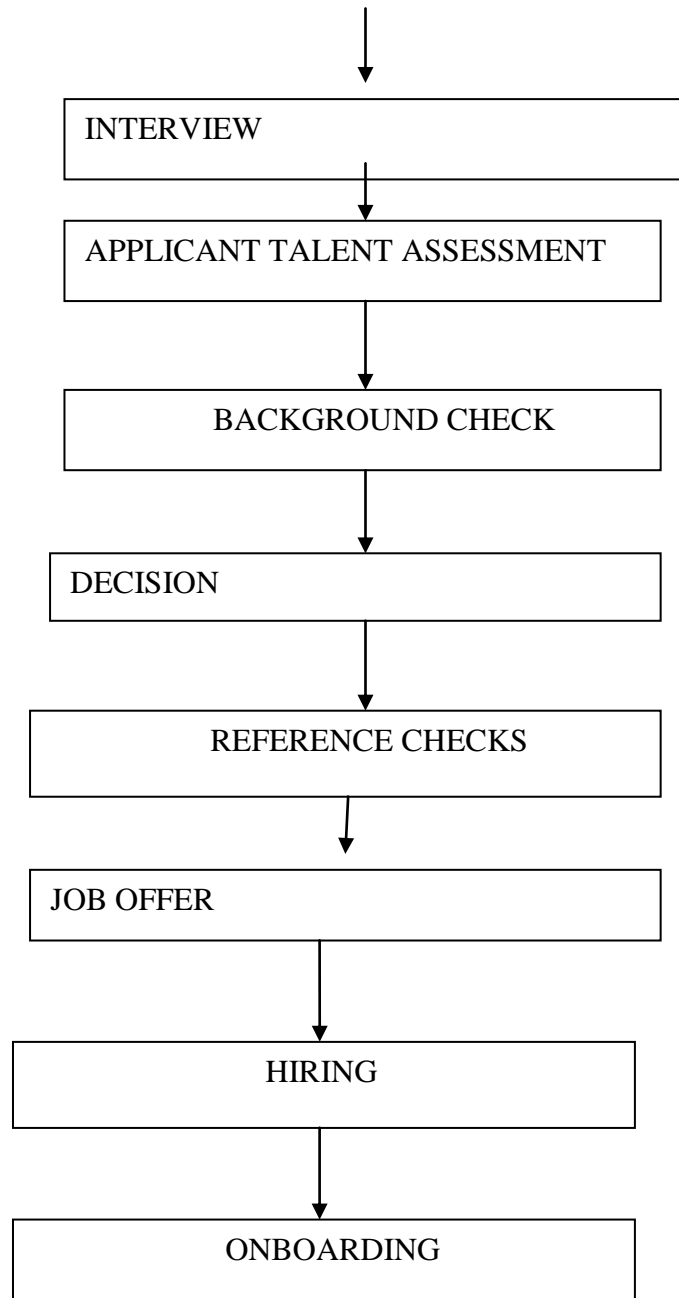 INTERVIEW
APPLICANT TALENT ASSESSMENT
BACKGROUND CHECK
DECISION
REFERENCE CHECKS
JOB OFFER
HIRING
ONBOARDING